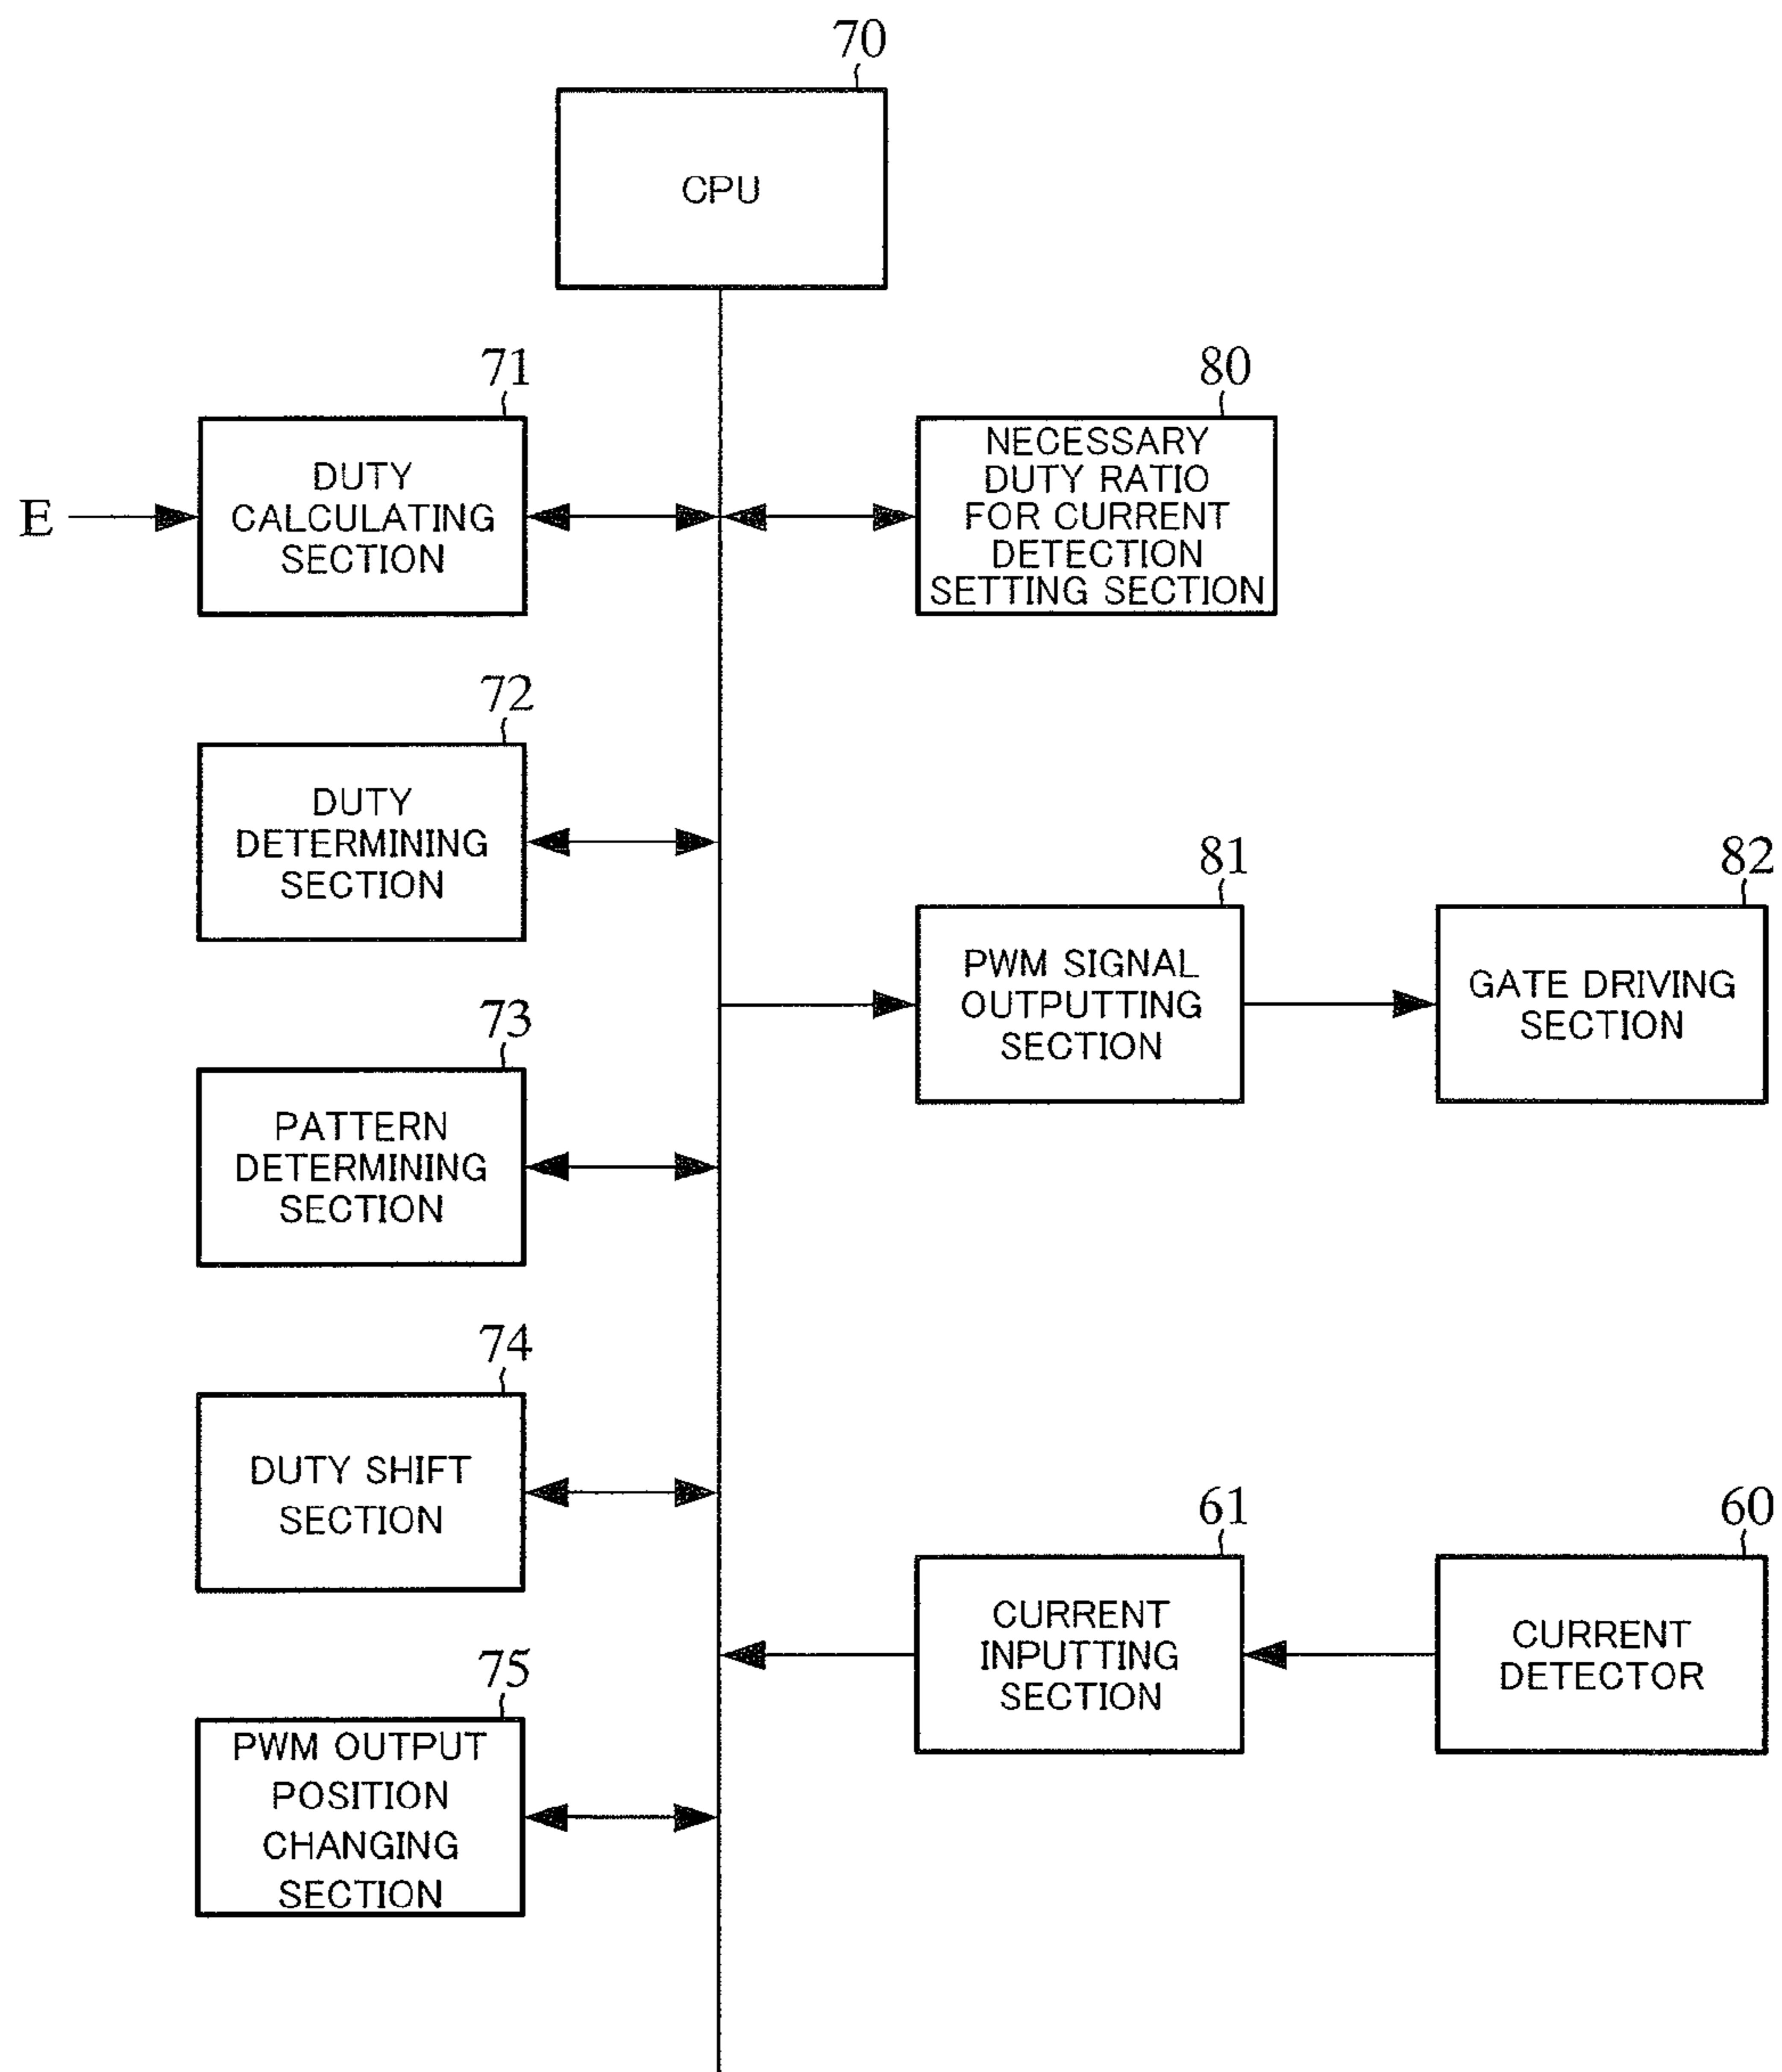 70
CPU
71
E
DUTY
CALCULATING
SECTION
80
NECESSARY
DUTY RATIO
FOR CURRENT
DETECTION
SETTING SECTION
72
DUTY
DETERMINING
SECTION
81
PWM SIGNAL
OUTPUTTING
SECTION
82
GATE DRIVING
SECTION
73
PATTERN
DETERMINING
SECTION
74
DUTY SHIFT
SECTION
61
CURRENT
INPUTTING
SECTION
60
CURRENT
DETECTOR
75
PWM OUTPUT
POSITION
CHANGING
SECTION